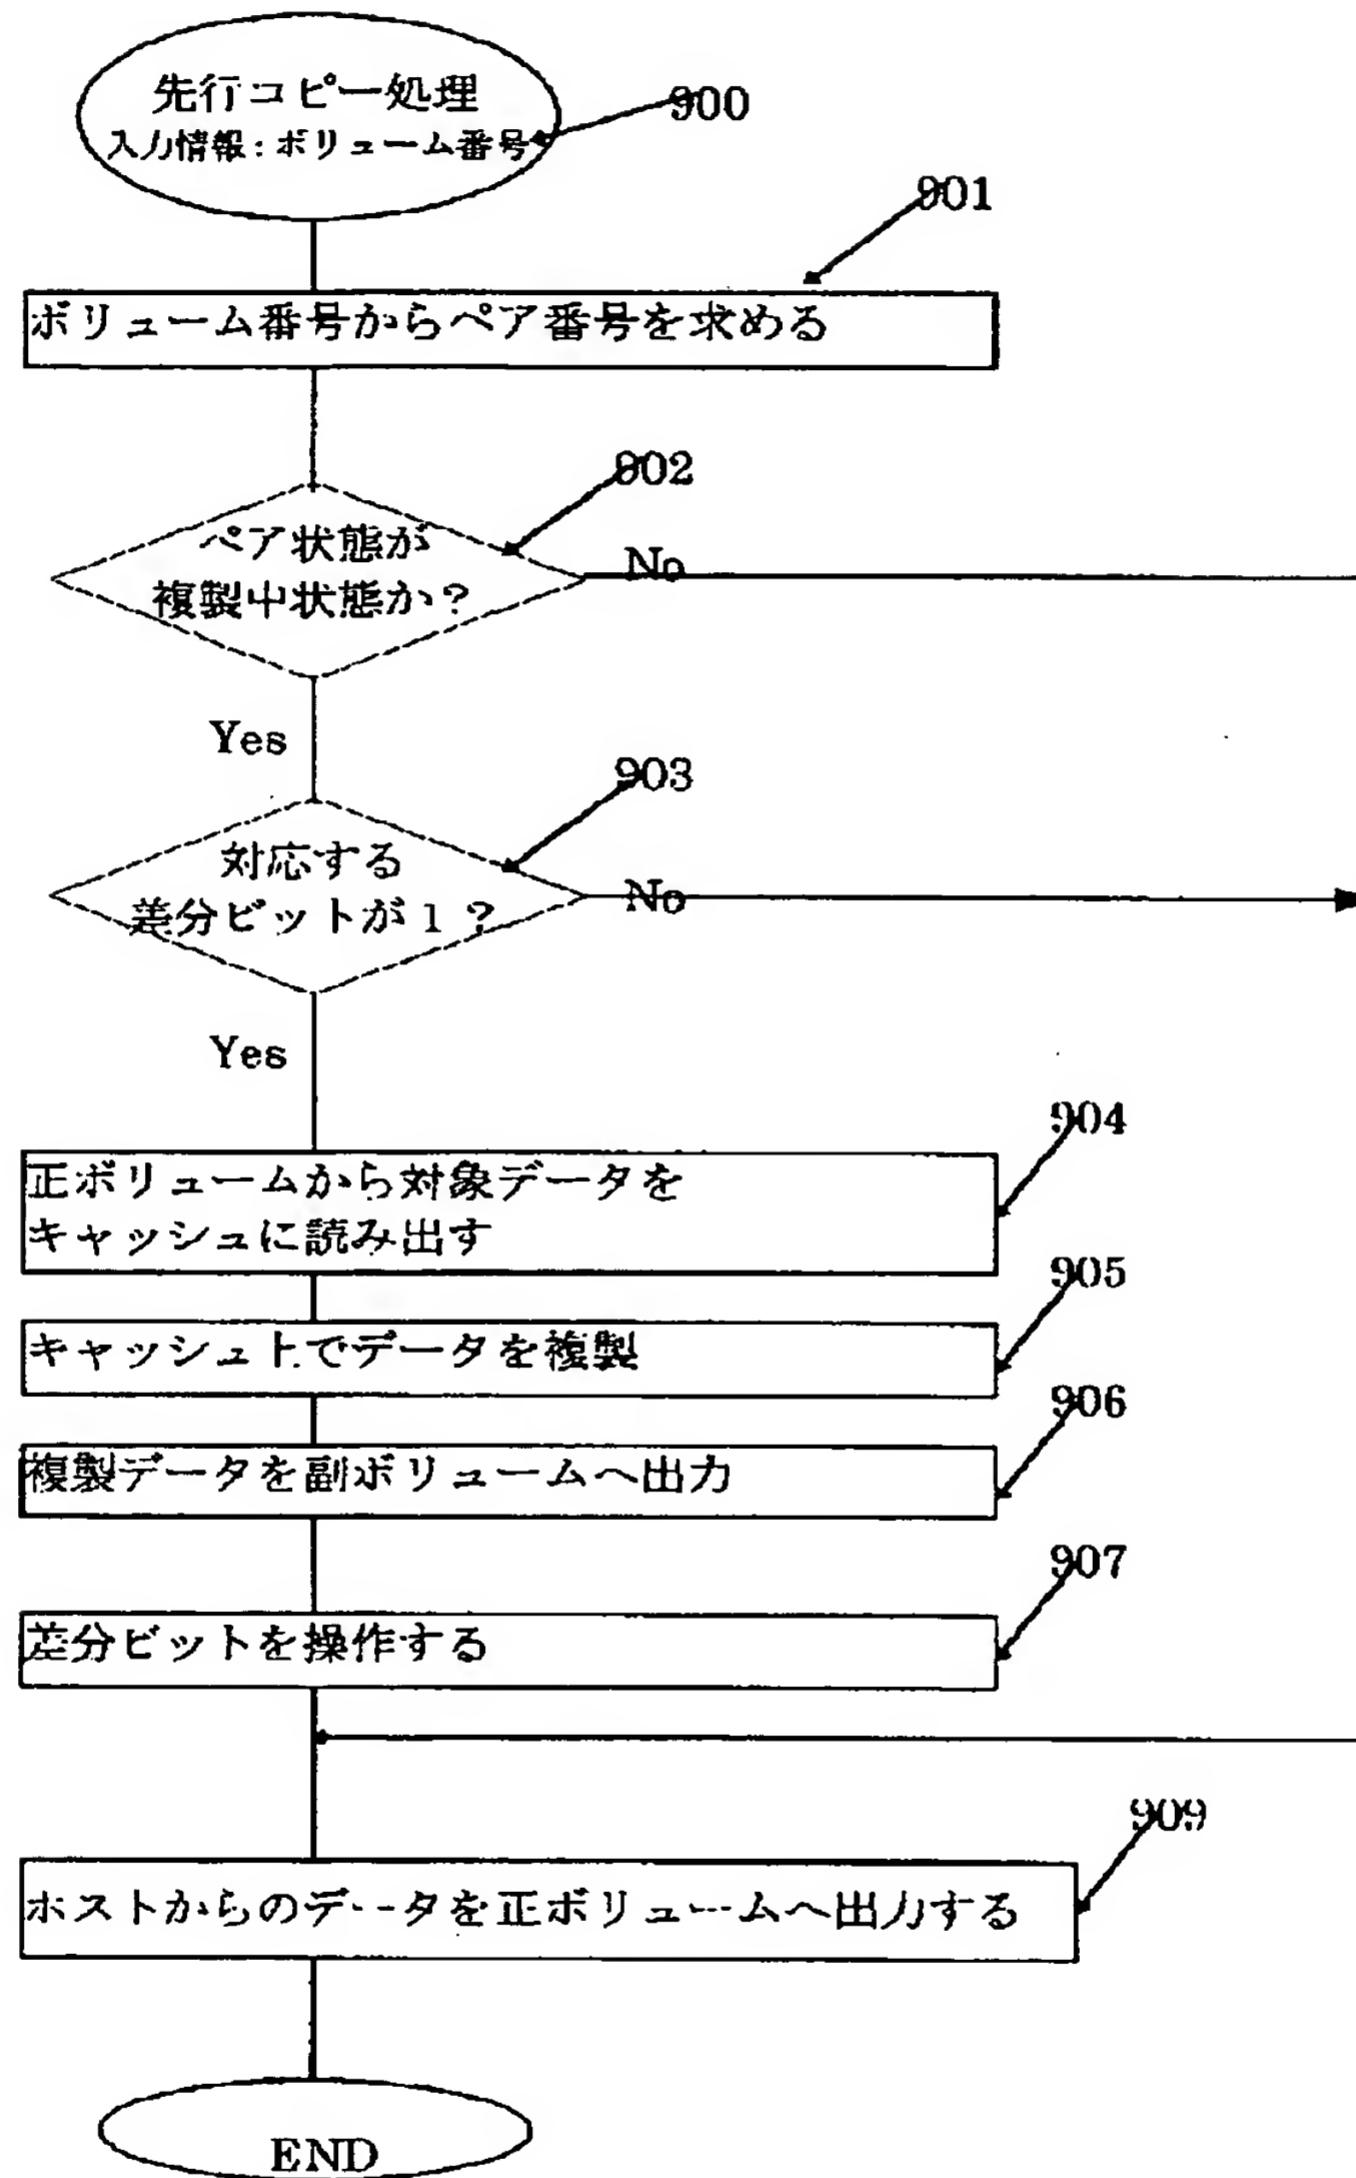 先行コピー処理
入力情報：ボリューム番号
900
901
ボリューム番号からペア番号を求める
902
ペア状態が
複製中状態か？
No
Yes
903
対応する
差分ビットが１？
No
Yes
904
正ボリュームから対象データを
キャッシュに読み出す
905
キャッシュ上でデータを複製
906
複製データを副ボリュームへ出力
907
差分ビットを操作する
909
ホストからのデータを正ボリュームへ出力する
END